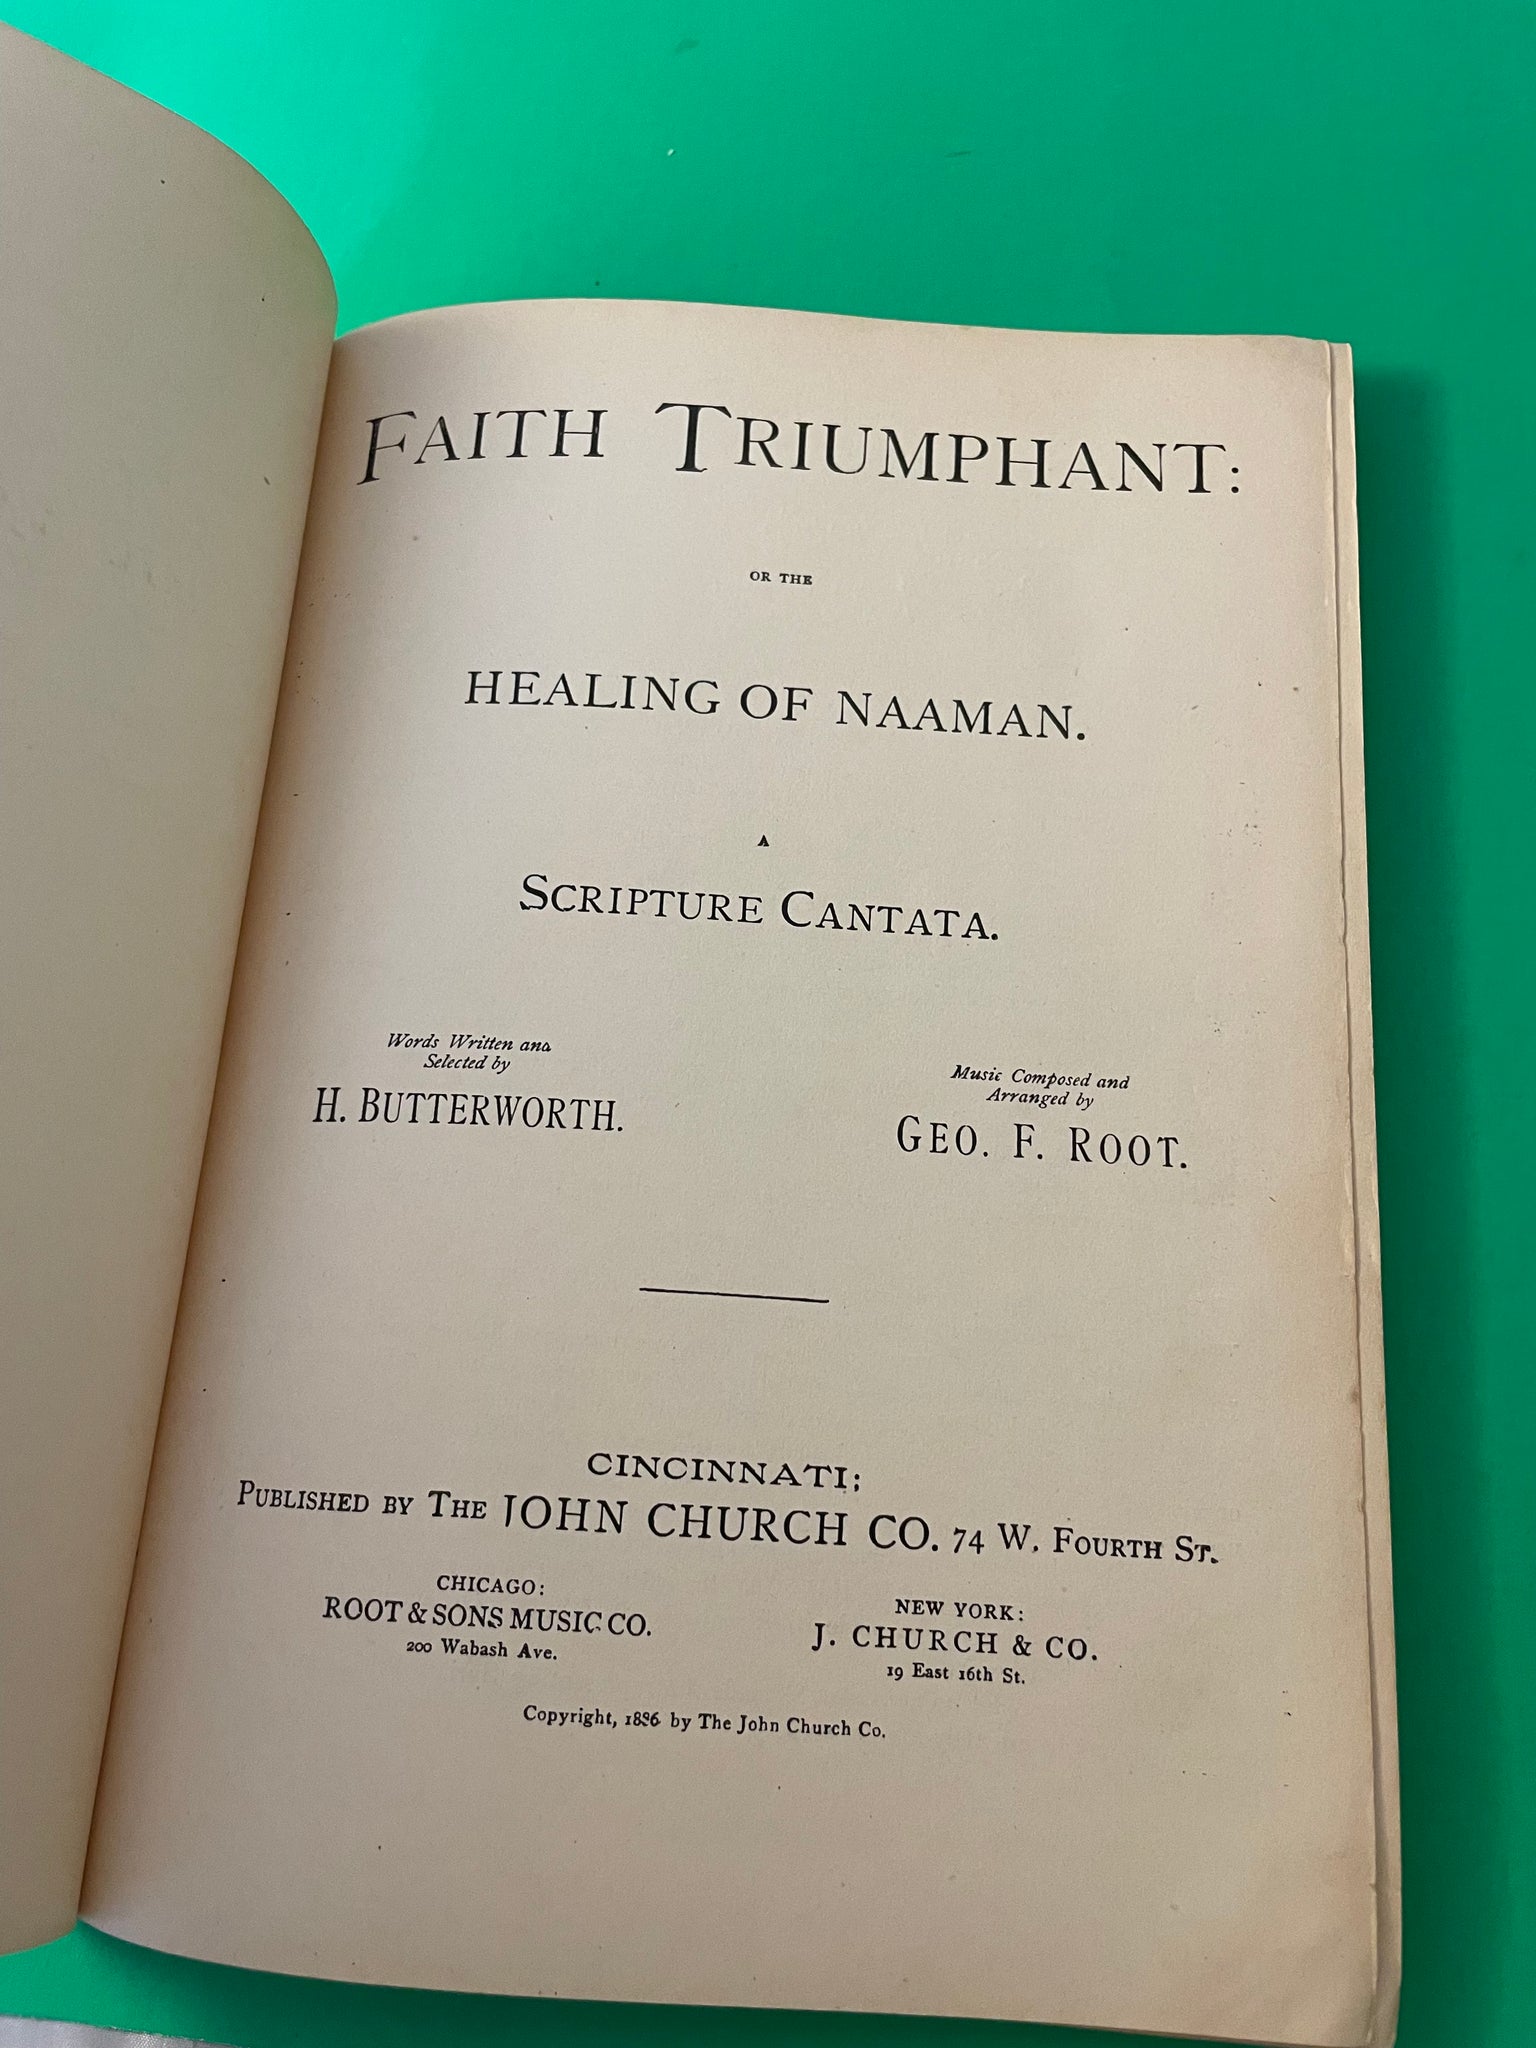 FAITH TRIUMPHANT:
OR THE
HEALING OF NAAMAN.
A
SCRIPTURE CANTATA.
Words Written and
Selected by
H. BUTTERWORTH.
Music Composed and
Arranged by
GEO. F. ROOT.
CINCINNATI;
PUBLISHED BY THE JOHN CHURCH CO. 74 W. FOURTH ST.
CHICAGO:
ROOT & SONS MUSIC CO.
200 Wabash Ave.
NEW YORK:
J. CHURCH & CO.
19 East 16th St.
Copyright, 1886 by The John Church Co.